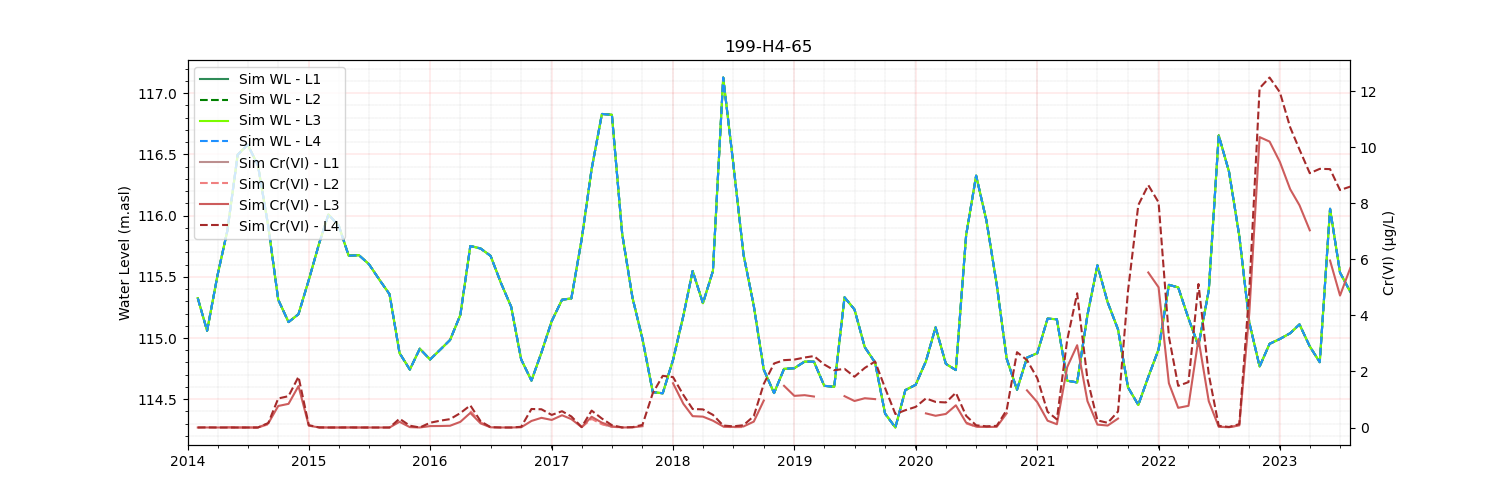 199-H4-65
Sim WL - L1
Sim WL - L2
Sim WL - L3
Sim WL - L4
Sim Cr(VI) - L1
Sim Cr(VI) - L2
Sim Cr(VI) - L3
Sim Cr(VI) - L4
Water Level (m.asl)
117.0
116.5
116.0
115.5
115.0
114.5
12
10
8
6
4
2
0
Cr(VI) (µg/L)
2014 2015 2016 2017 2018 2019 2020 2021 2022 2023